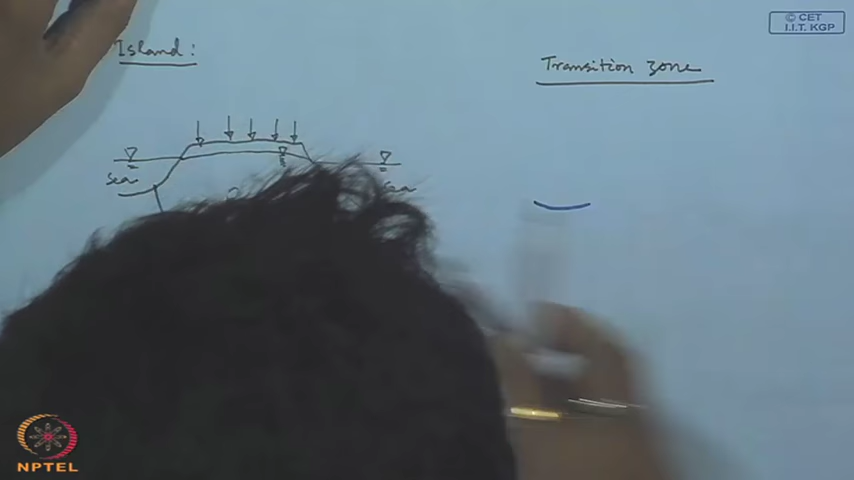 © CET
I.I.T. KGP
Island:
Transition zone
Sea
Sea
NPTEL